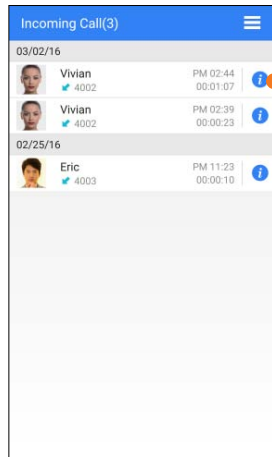 Incoming Call(3)
03/02/16
Vivian PM 02:44
4002 00:01:07
Vivian PM 02:39
4002 00:00:23
02/25/16
Eric PM 11:23
4003 00:00:10